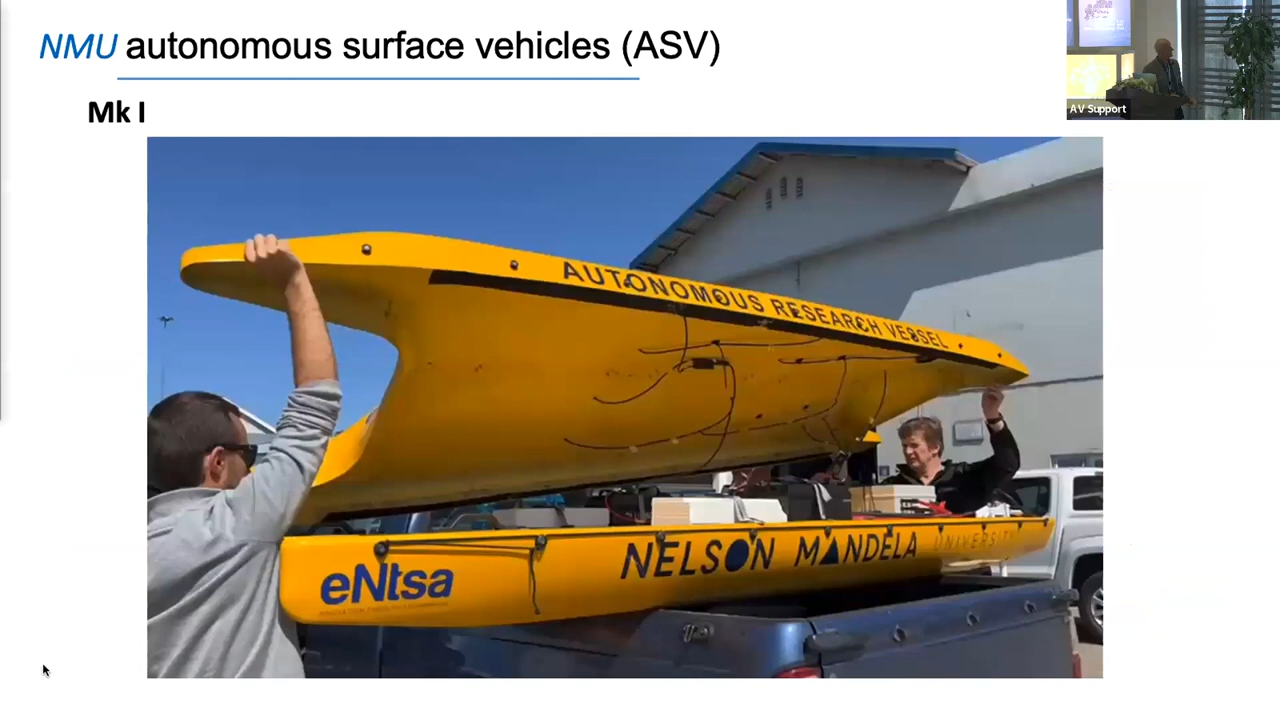 NMU autonomous surface vehicles (ASV)
AV Support
Mk I
AUTONOMOUS RESEARCH VESSEL
NELSON MANDELA UNIVERSITY
eNtsa